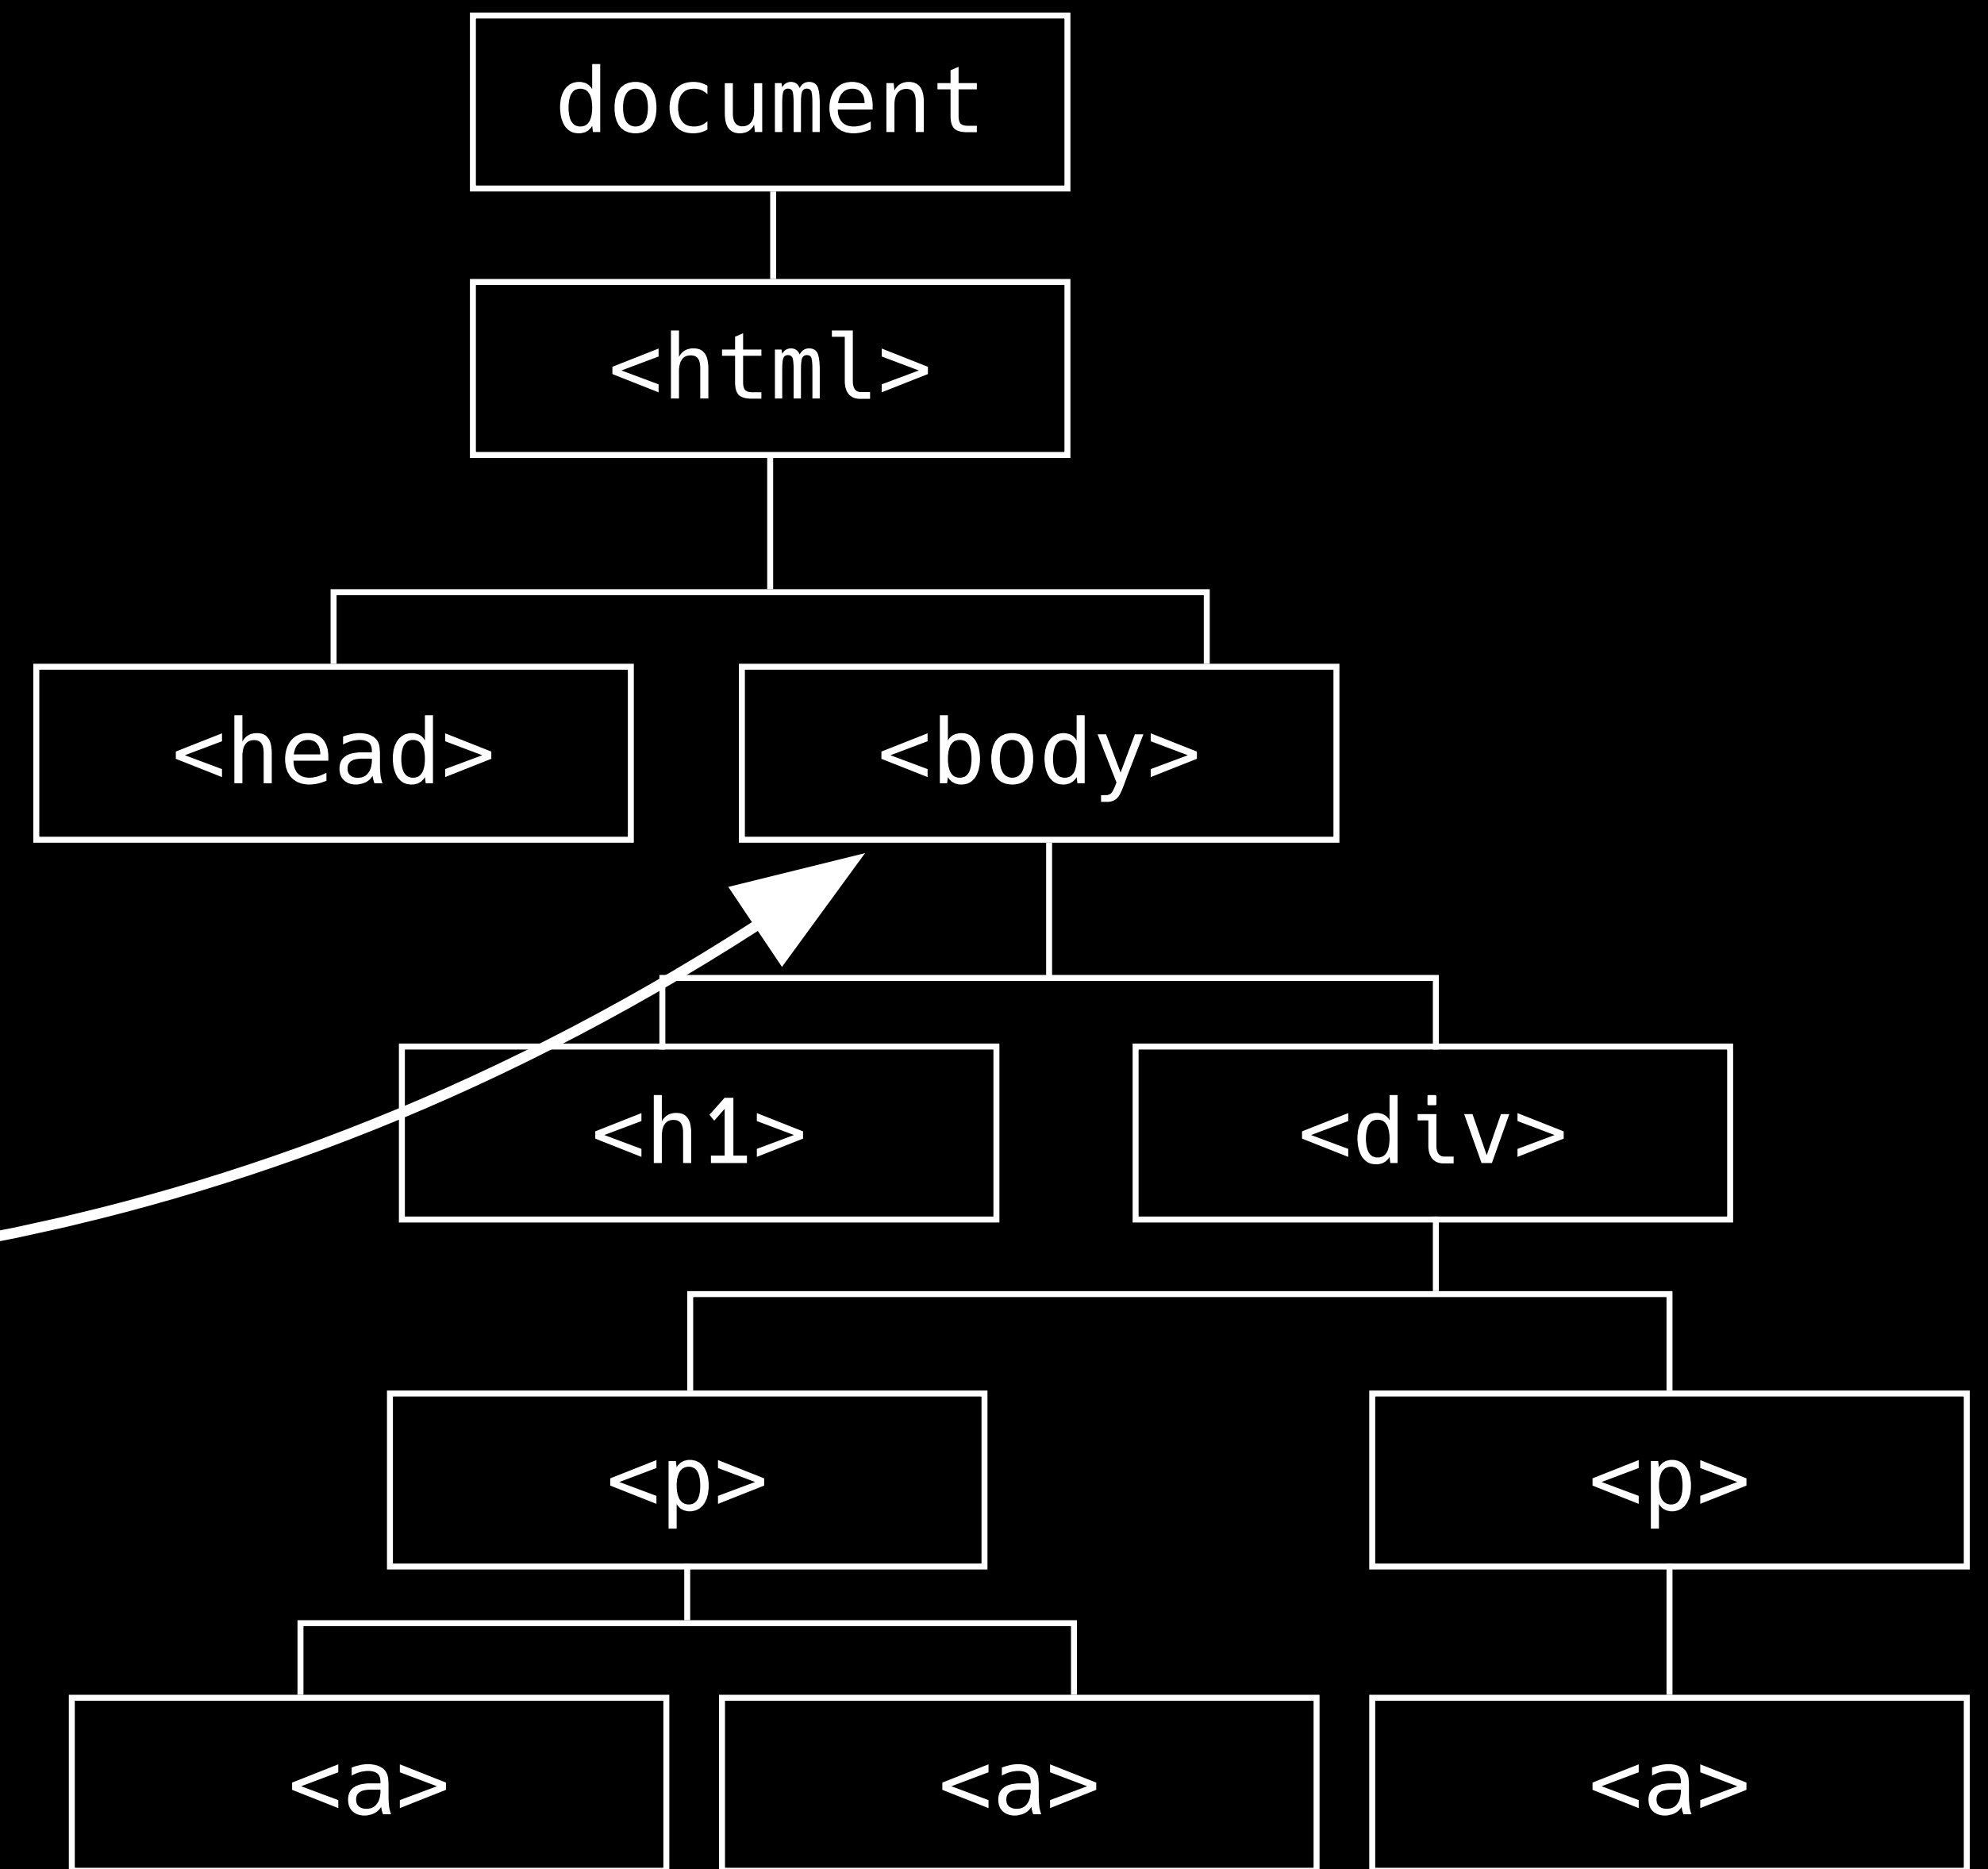 document
<html>
<head>
<body>
<h1>
<div>
<p>
<p>
<a>
<a>
<a>